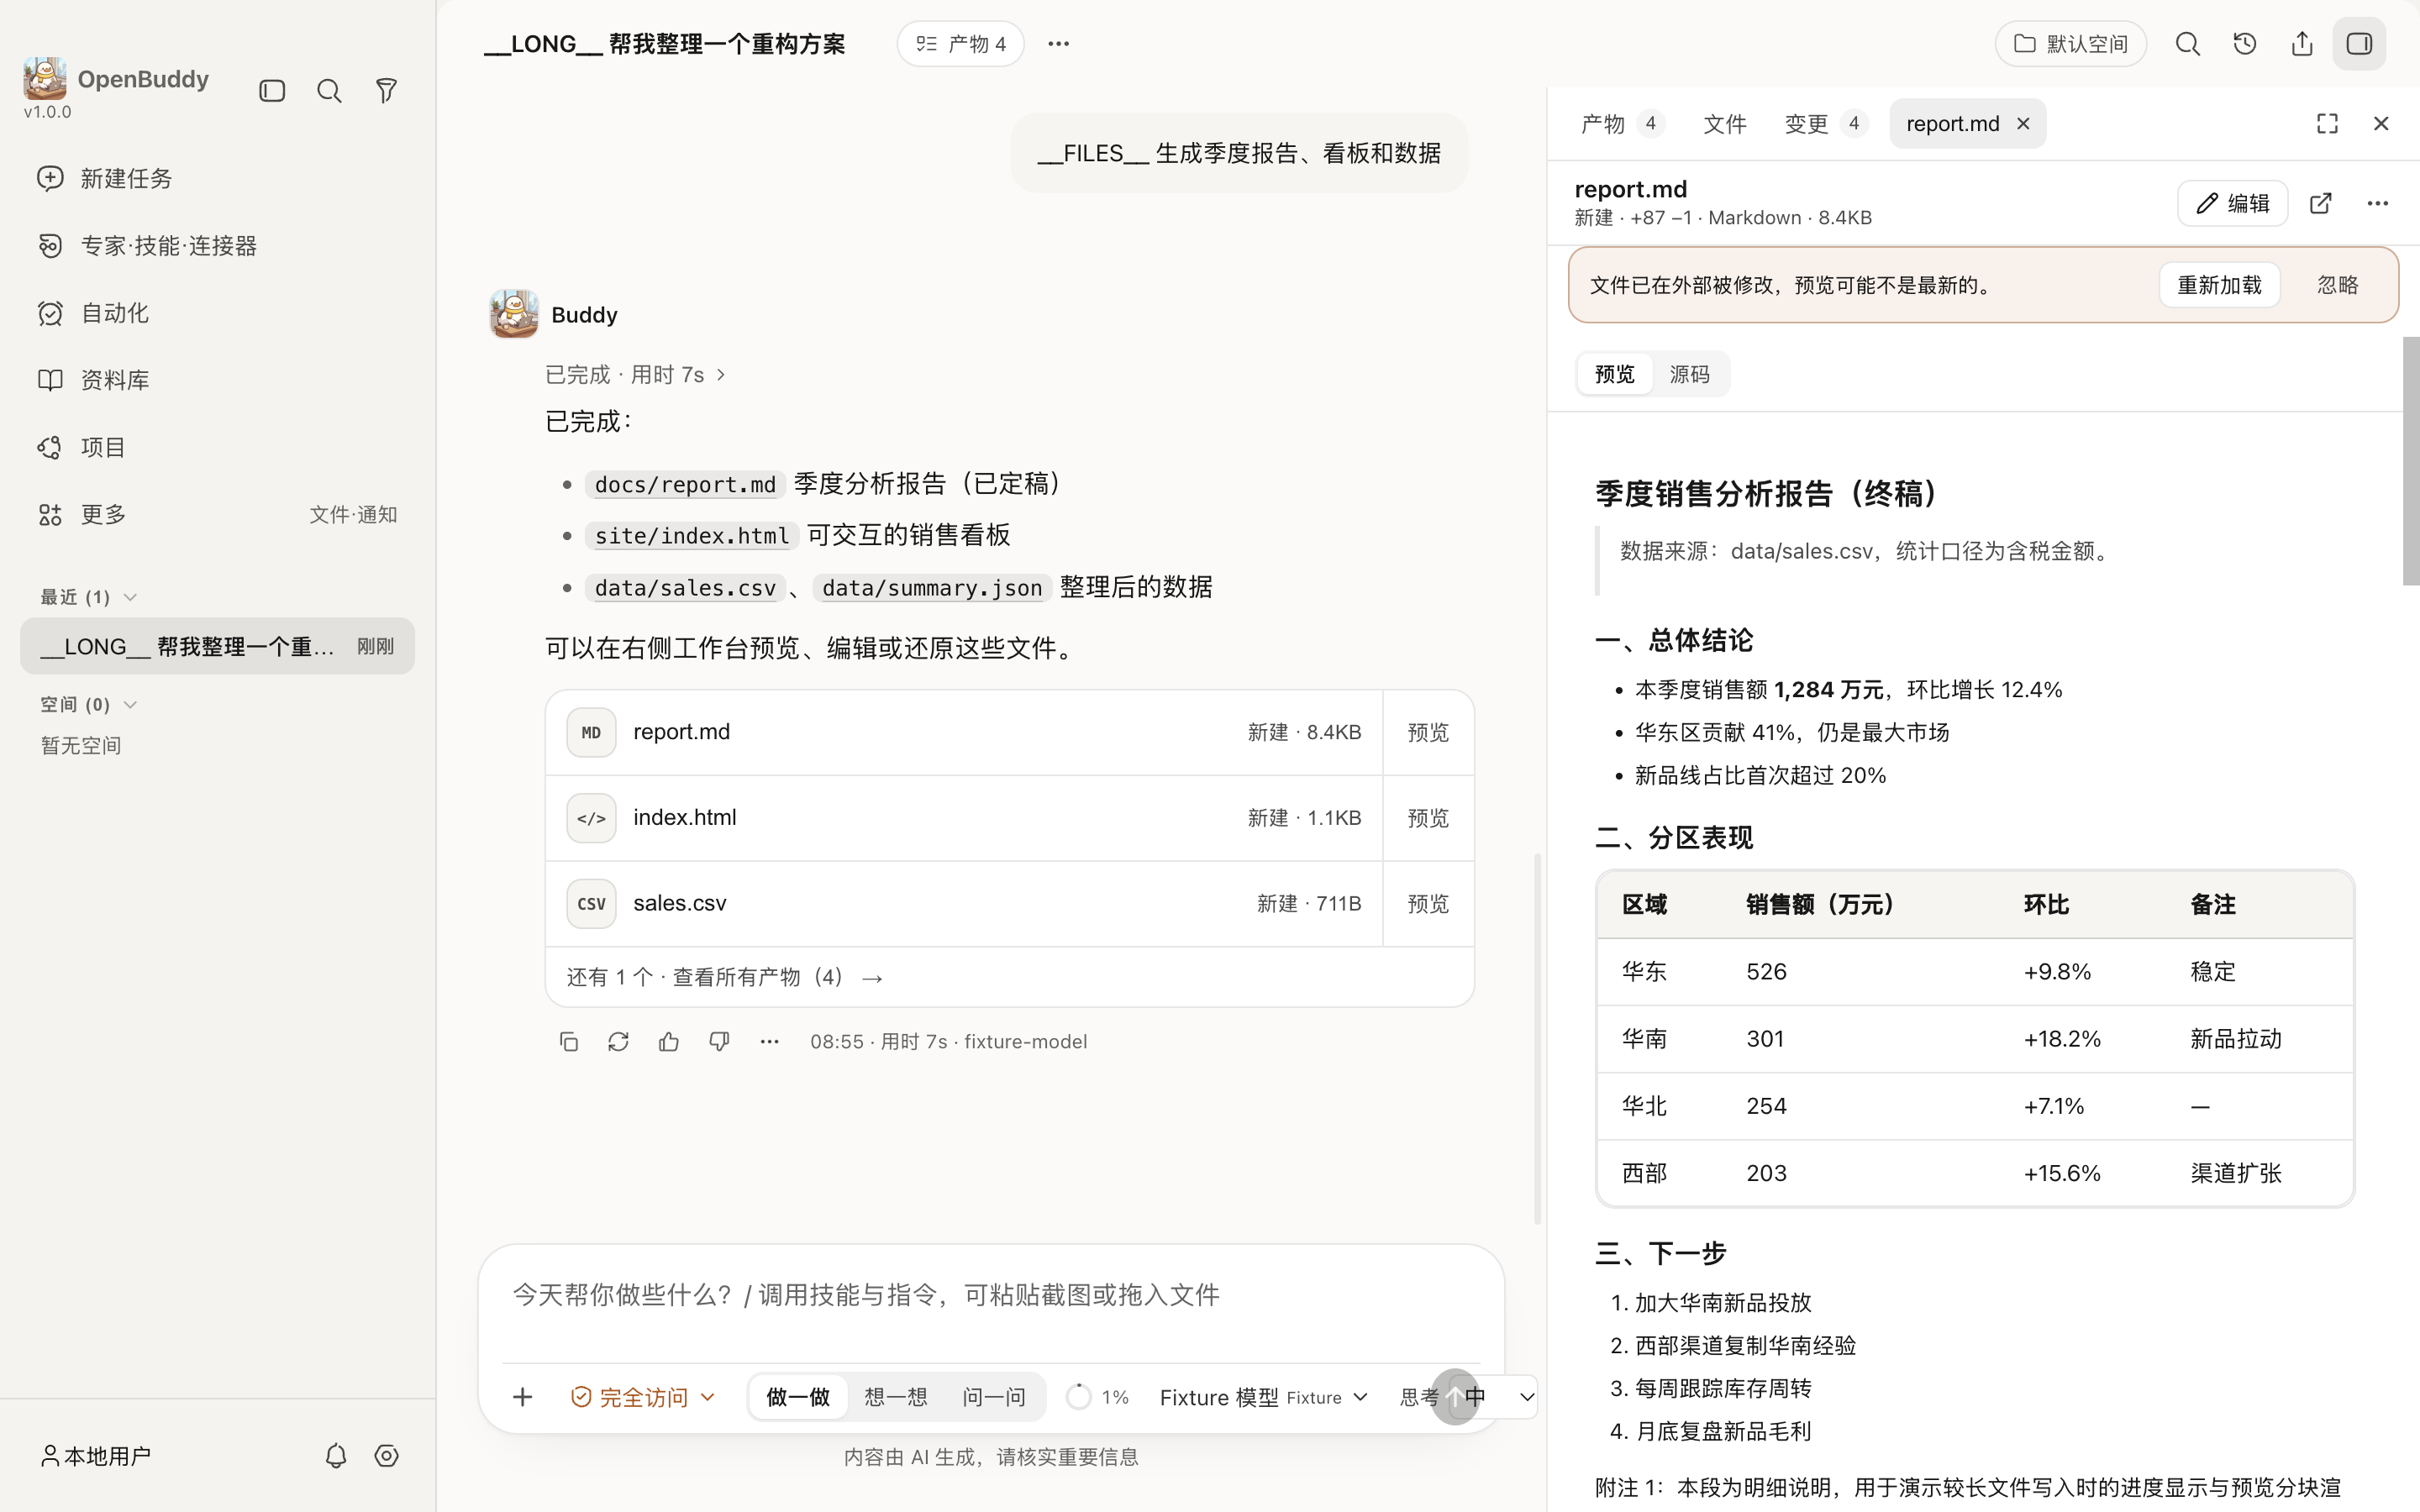 OpenBuddy
v1.0.0
新建任务
专家·技能·连接器
自动化
资料库
项目
更多 文件·通知
最近 (1)
__LONG__ 帮我整理一个重... 刚刚
空间 (0)
暂无空间
本地用户
__LONG__ 帮我整理一个重构方案 产物 4
默认空间
__FILES__ 生成季度报告、看板和数据
Buddy
已完成 · 用时 7s
已完成：
docs/report.md 季度分析报告（已定稿）
site/index.html 可交互的销售看板
data/sales.csv、data/summary.json 整理后的数据
可以在右侧工作台预览、编辑或还原这些文件。
MD report.md 新建 · 8.4KB 预览
</> index.html 新建 · 1.1KB 预览
CSV sales.csv 新建 · 711B 预览
还有 1 个 · 查看所有产物（4） →
08:55 · 用时 7s · fixture-model
今天帮你做些什么？/ 调用技能与指令，可粘贴截图或拖入文件
完全访问 做一做 想一想 问一问 1% Fixture 模型 Fixture 思考 中
内容由 AI 生成，请核实重要信息
产物 4 文件 变更 4 report.md
report.md
新建 · +87 −1 · Markdown · 8.4KB
编辑
文件已在外部被修改，预览可能不是最新的。 重新加载 忽略
预览 源码
季度销售分析报告（终稿）
数据来源：data/sales.csv，统计口径为含税金额。
一、总体结论
本季度销售额 1,284 万元，环比增长 12.4%
华东区贡献 41%，仍是最大市场
新品线占比首次超过 20%
二、分区表现
区域 销售额（万元） 环比 备注
华东 526 +9.8% 稳定
华南 301 +18.2% 新品拉动
华北 254 +7.1% —
西部 203 +15.6% 渠道扩张
三、下一步
1. 加大华南新品投放
2. 西部渠道复制华南经验
3. 每周跟踪库存周转
4. 月底复盘新品毛利
附注 1：本段为明细说明，用于演示较长文件写入时的进度显示与预览分块渲